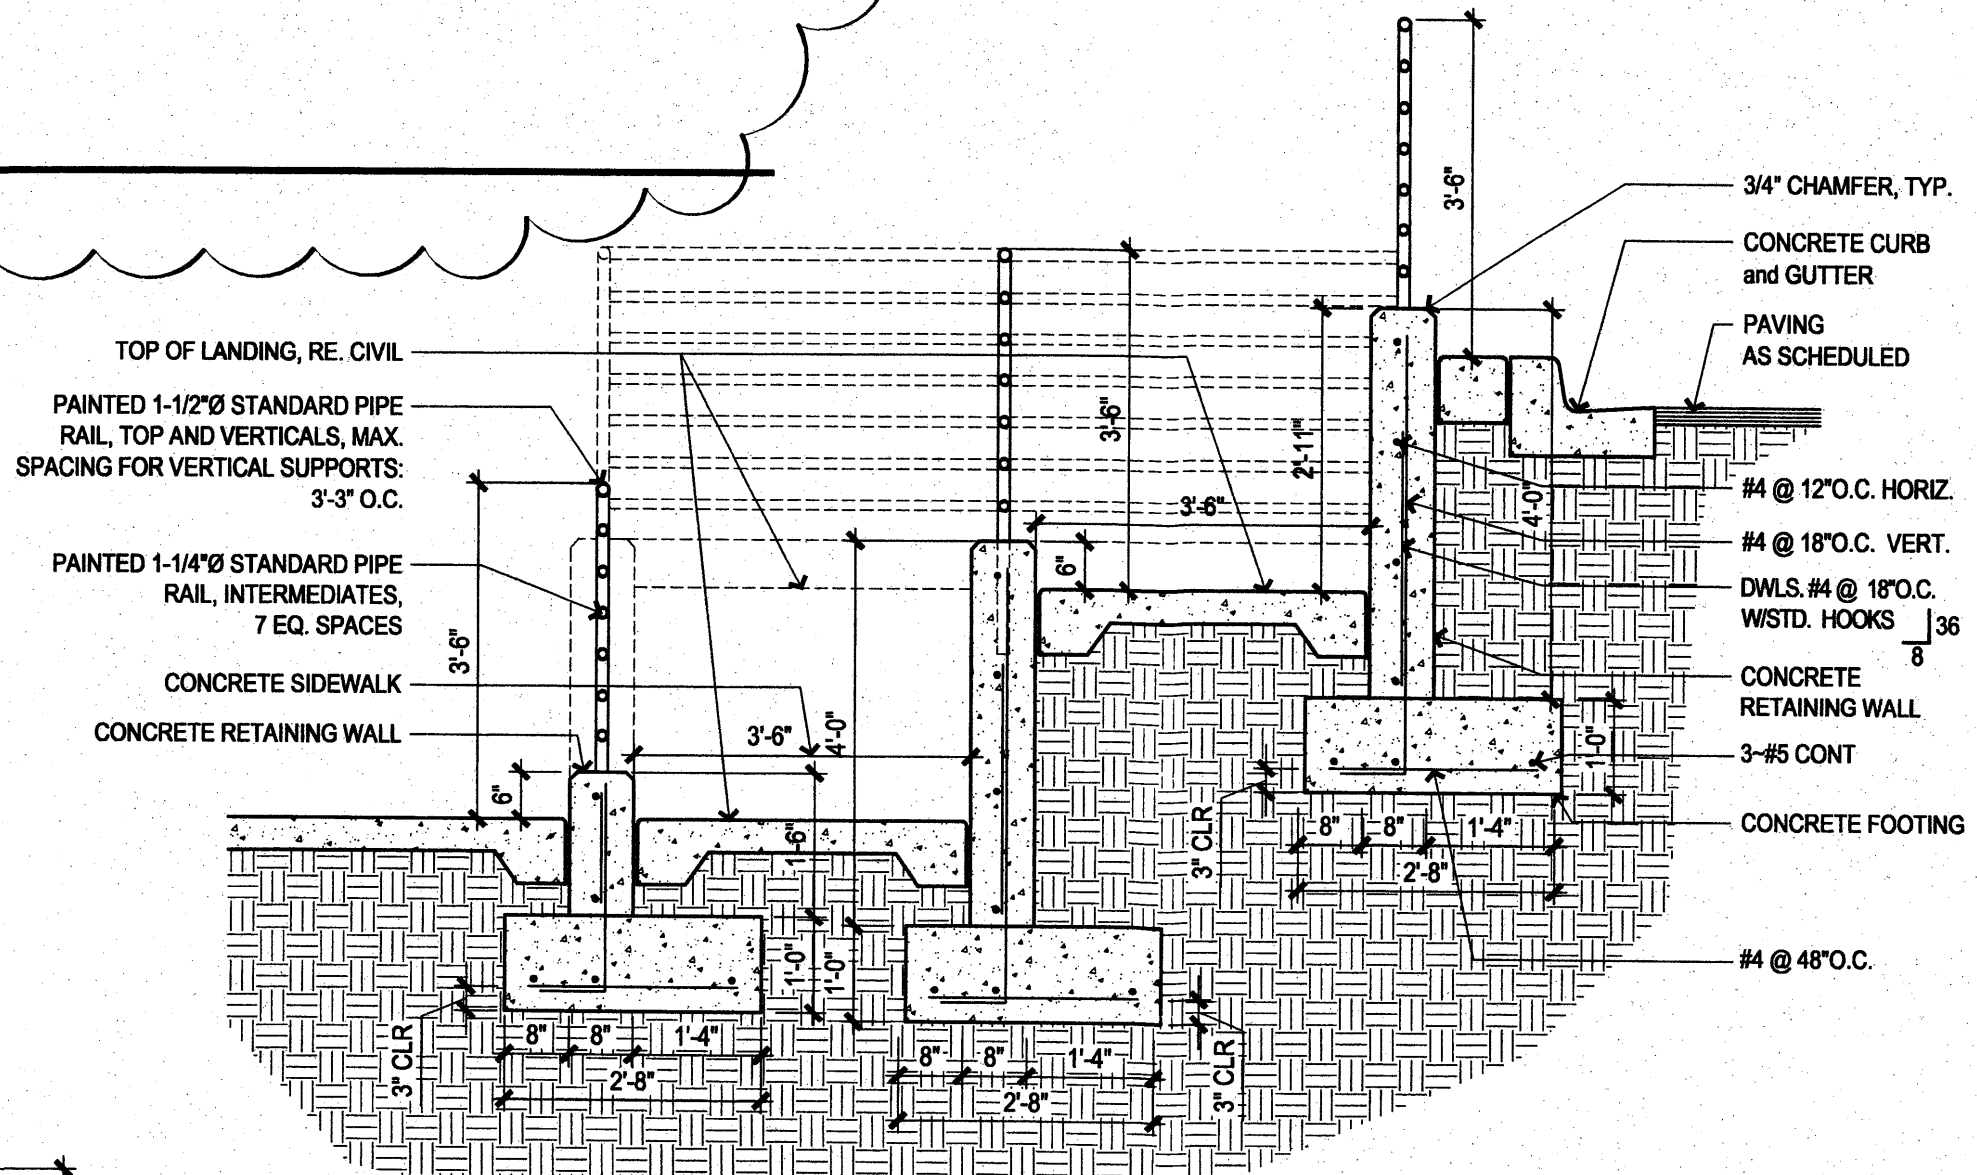 TOP OF LANDING, RE. CIVIL
PAINTED 1-1/2"Ø STANDARD PIPE
RAIL, TOP AND VERTICALS, MAX.
SPACING FOR VERTICAL SUPPORTS:
3'-3" O.C.
PAINTED 1-1/4"Ø STANDARD PIPE
RAIL, INTERMEDIATES,
7 EQ. SPACES
CONCRETE SIDEWALK
CONCRETE RETAINING WALL
3'-6"
6"
3'-6"
4'-0"
1'-6"
1'-0"
1'-0"
3" CLR
8"
8"
1'-4"
2'-8"
8"
8"
1'-4"
2'-8"
3" CLR
3'-6"
6"
3'-6"
2'-11"
3'-6"
4'-0"
1'-0"
3" CLR
8"
8"
1'-4"
2'-8"
3/4" CHAMFER, TYP.
CONCRETE CURB
and GUTTER
PAVING
AS SCHEDULED
#4 @ 12"O.C. HORIZ.
#4 @ 18"O.C. VERT.
DWLS. #4 @ 18"O.C.
W/STD. HOOKS
36
8
CONCRETE
RETAINING WALL
3~#5 CONT
CONCRETE FOOTING
#4 @ 48"O.C.